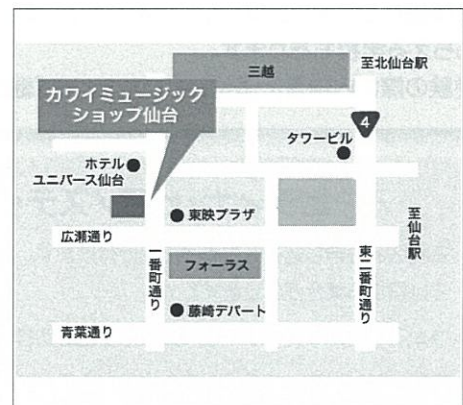 三越
至北仙台駅
カワイミュージック
ショップ仙台
4
タワービル
ホテル
ユニバース仙台
東映プラザ
至仙台駅
広瀬通り
一番町通り
フォーラス
東二番町通り
藤崎デパート
青葉通り